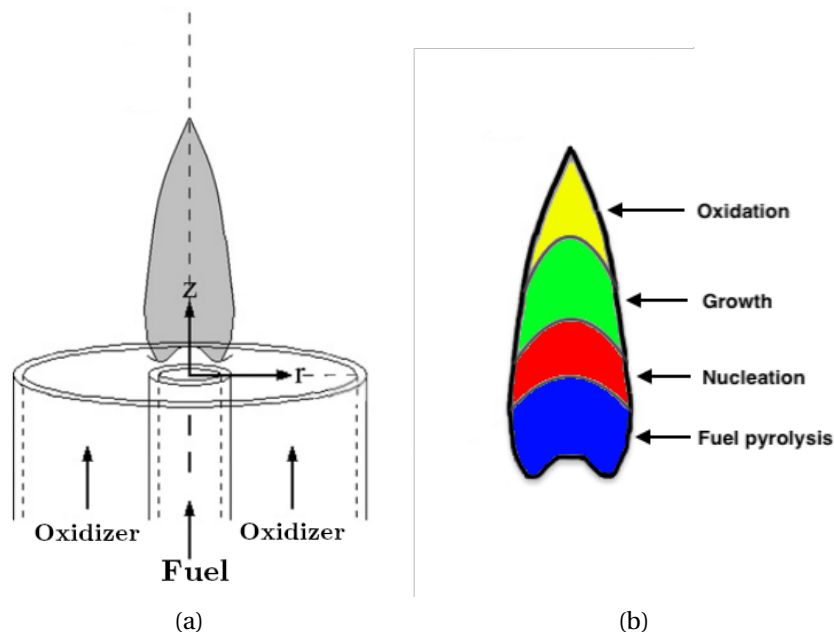 z
r
Oxidizer
Oxidizer
Fuel
(a)
Oxidation
Growth
Nucleation
Fuel pyrolysis
(b)